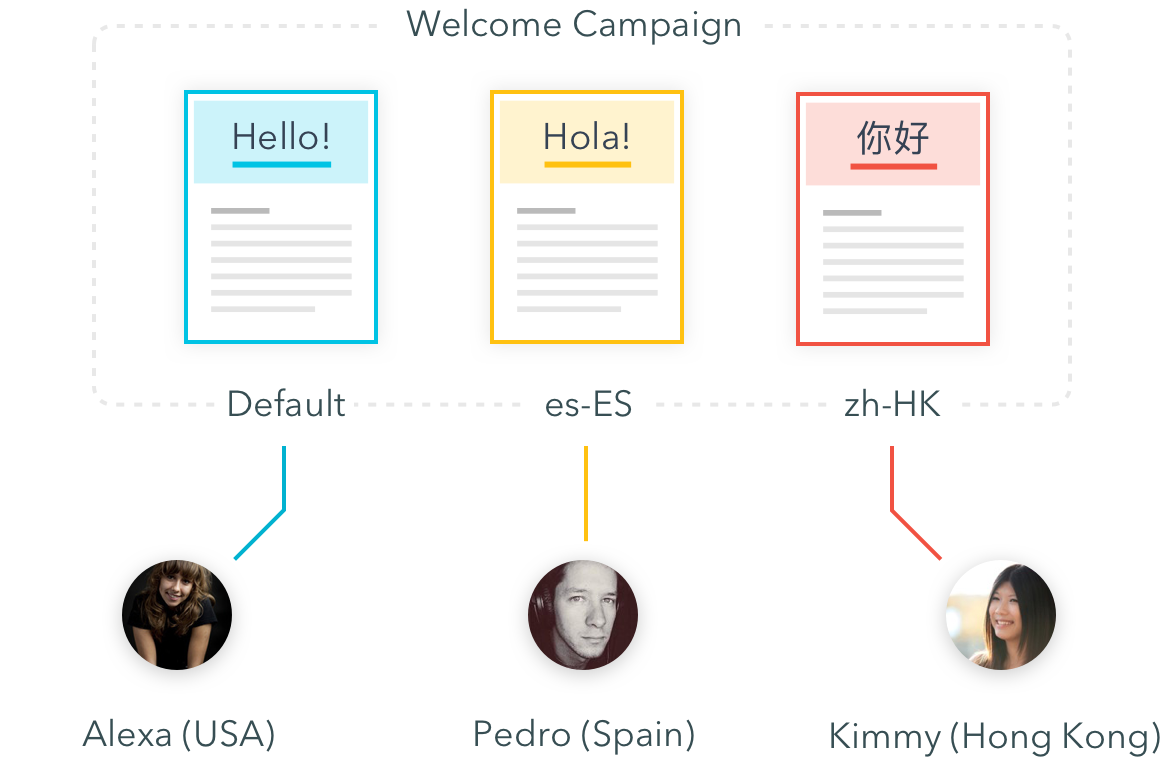 Welcome Campaign
Hello!
Hola!
你好
Default
es-ES
zh-HK
Alexa (USA)
Pedro (Spain)
Kimmy (Hong Kong)